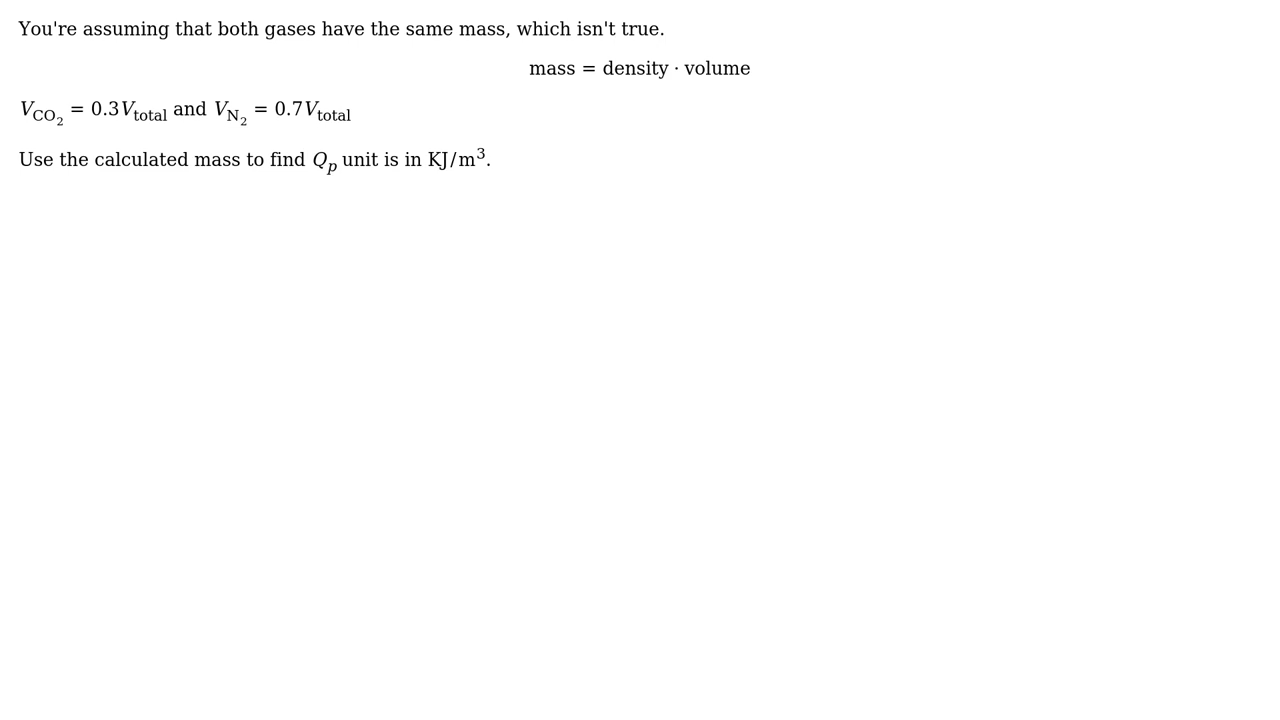 You're assuming that both gases have the same mass, which isn't true.
mass = density · volume
V_CO₂ = 0.3V_total and V_N₂ = 0.7V_total
Use the calculated mass to find Q_p unit is in KJ/m³.